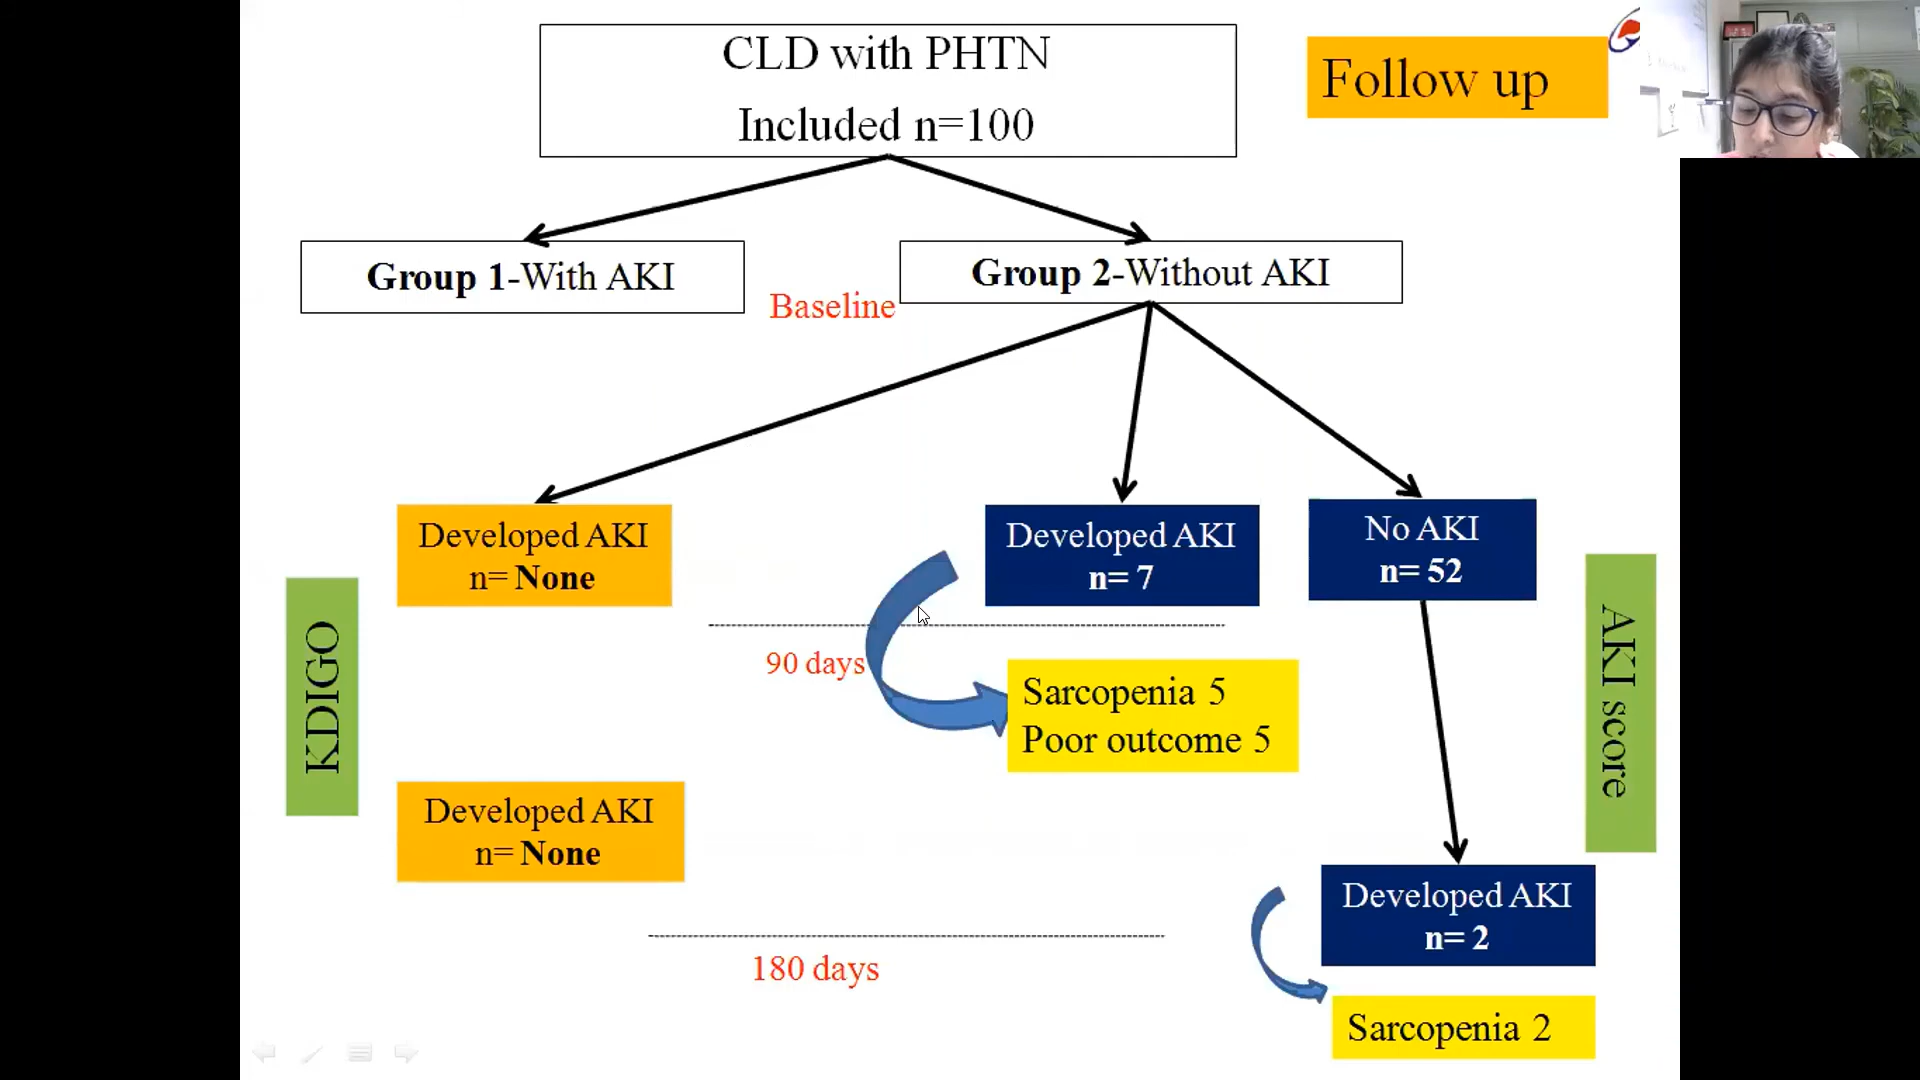 CLD with PHTN
Included n=100
Follow up
Group 1-With AKI
Group 2-Without AKI
Baseline
Developed AKI
n= None
Developed AKI
n= 7
No AKI
n= 52
KDIGO
AKI score
90 days
Sarcopenia 5
Poor outcome 5
Developed AKI
n= None
Developed AKI
n= 2
180 days
Sarcopenia 2